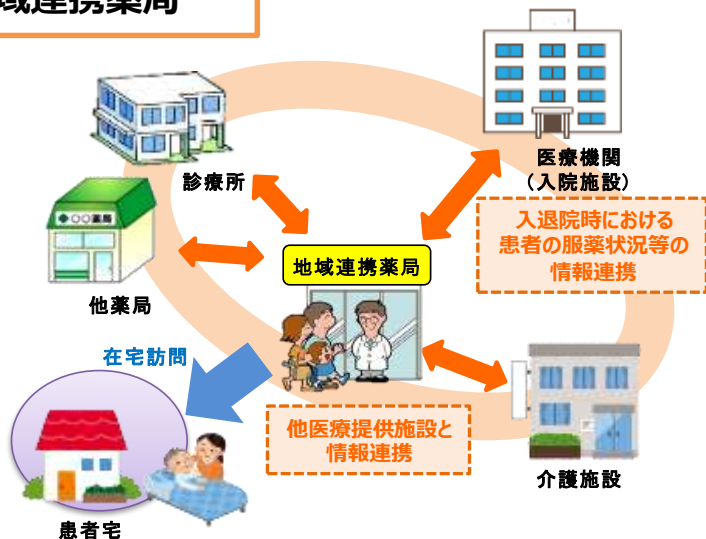 域連携薬局
診療所
医療機関
（入院施設）
○○薬局
入退院時における
患者の服薬状況等の
情報連携
地域連携薬局
他薬局
在宅訪問
他医療提供施設と
情報連携
介護施設
患者宅